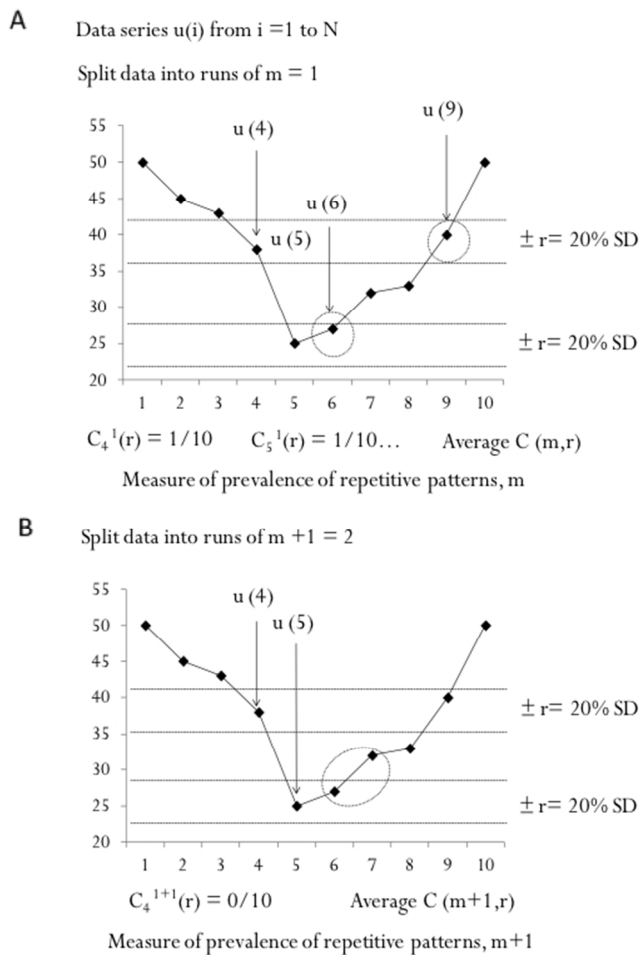 A
Data series u(i) from i =1 to N
Split data into runs of m = 1
u (9)
u (4)
u (6)
u (5)
55
50
45
40
35
30
25
20
± r= 20% SD
± r= 20% SD
1 2 3 4 5 6 7 8 9 10
C₄¹(r) = 1/10 C₅¹(r) = 1/10... Average C (m,r)
Measure of prevalence of repetitive patterns, m
B
Split data into runs of m +1 = 2
u (4)
u (5)
55
50
45
40
35
30
25
20
± r= 20% SD
± r= 20% SD
1 2 3 4 5 6 7 8 9 10
C₄¹⁺¹(r) = 0/10 Average C (m+1,r)
Measure of prevalence of repetitive patterns, m+1